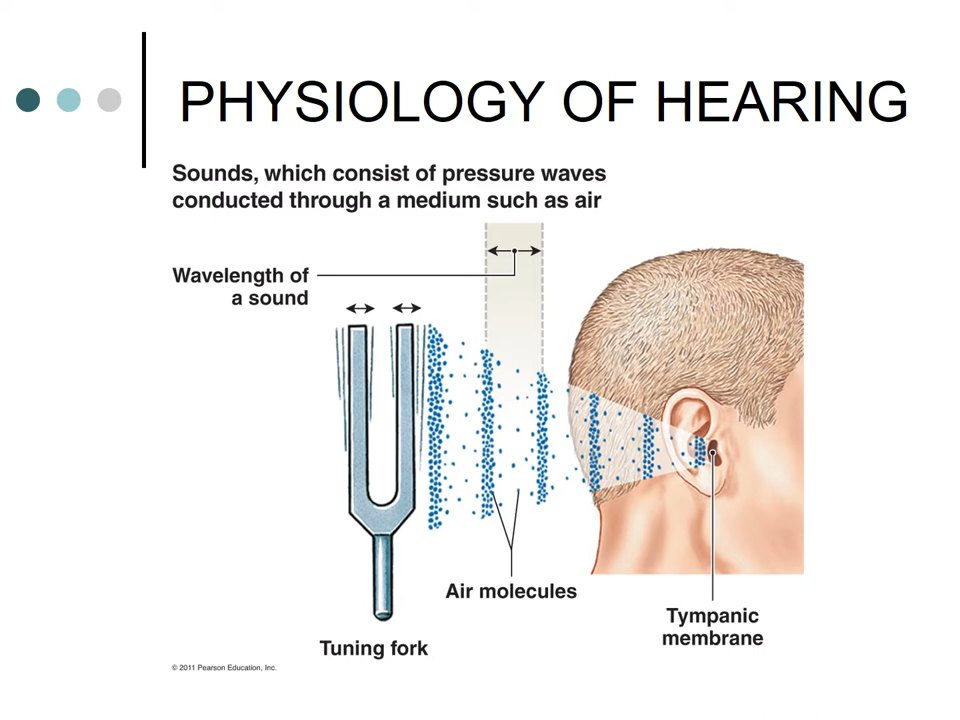 PHYSIOLOGY OF HEARING
Sounds, which consist of pressure waves
conducted through a medium such as air
Wavelength of
a sound
Air molecules
Tympanic
membrane
Tuning fork
© 2011 Pearson Education, Inc.